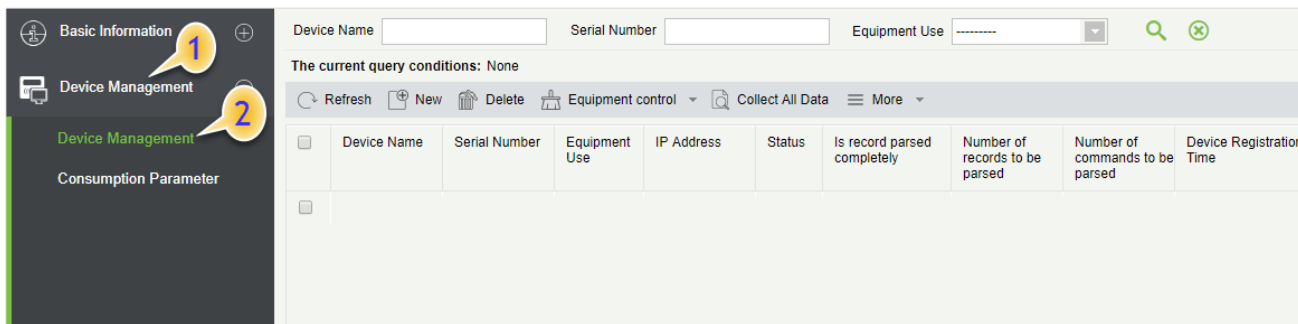 Basic Information
1
Device Management
2
Device Management
Consumption Parameter
Device Name Serial Number Equipment Use ---------
The current query conditions: None
Refresh New Delete Equipment control Collect All Data More
Device Name Serial Number Equipment Use IP Address Status Is record parsed completely Number of records to be parsed Number of commands to be parsed Device Registration Time